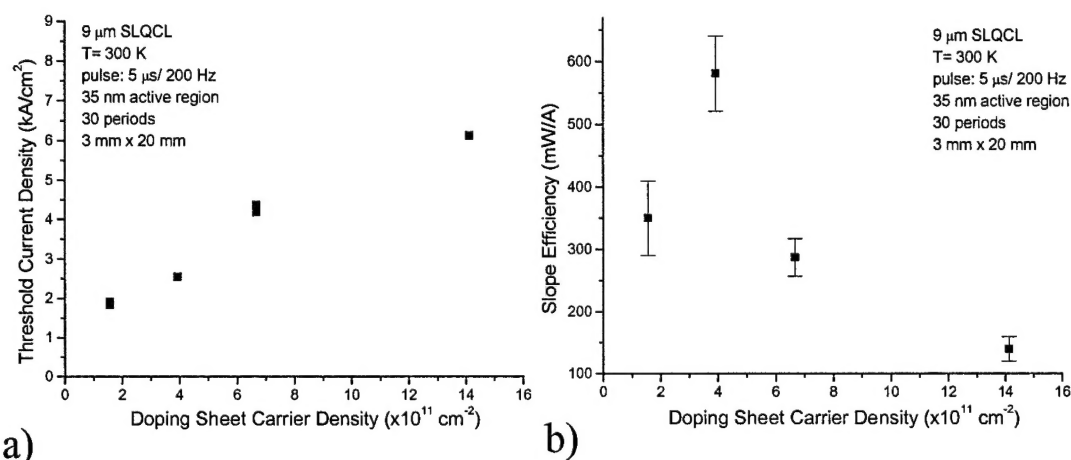 9
8
7
6
5
4
3
2
1
0
Threshold Current Density (kA/cm²)
9 μm SLQCL
T= 300 K
pulse: 5 μs/ 200 Hz
35 nm active region
30 periods
3 mm x 20 mm
0 2 4 6 8 10 12 14 16
Doping Sheet Carrier Density (x10¹¹ cm⁻²)
a)
600
500
400
300
200
100
Slope Efficiency (mW/A)
9 μm SLQCL
T= 300 K
pulse: 5 μs/ 200 Hz
35 nm active region
30 periods
3 mm x 20 mm
0 2 4 6 8 10 12 14 16
Doping Sheet Carrier Density (x10¹¹ cm⁻²)
b)